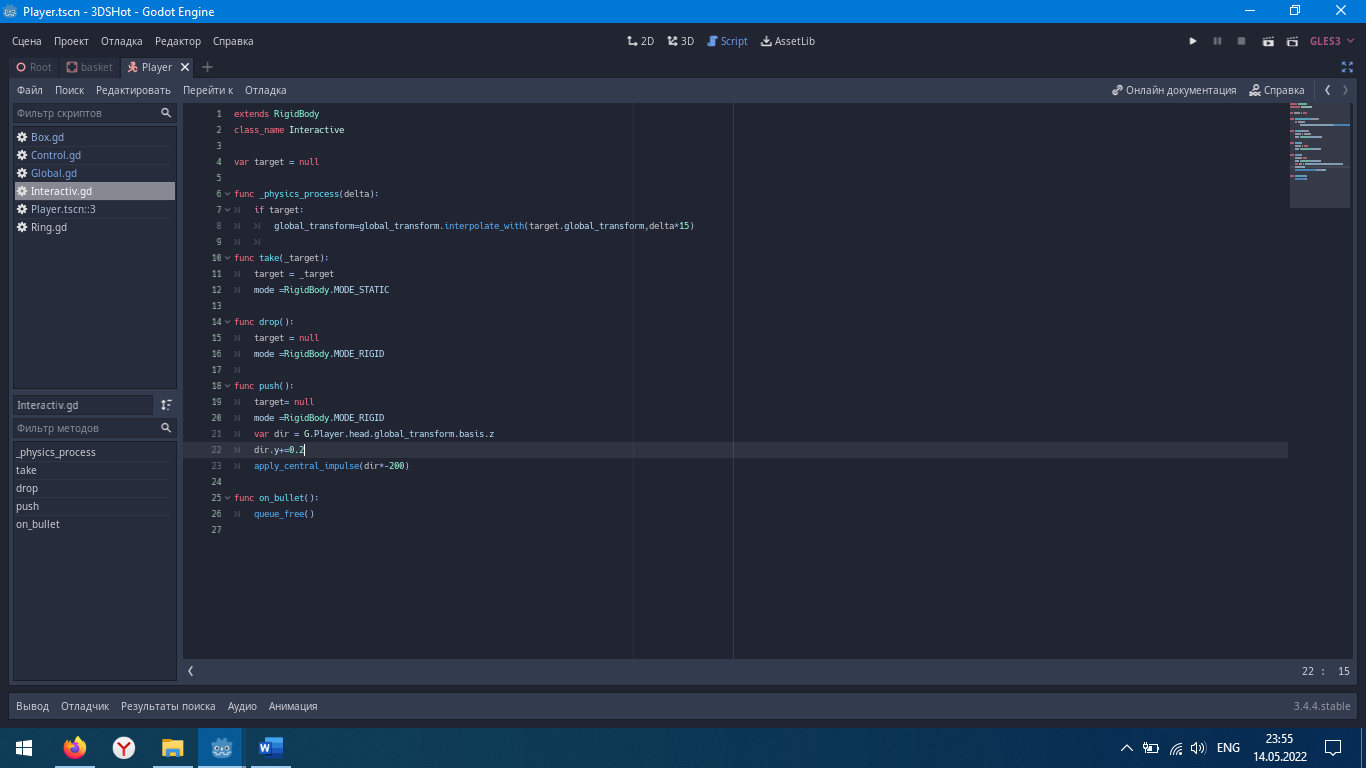 Player.tscn - 3DSHot - Godot Engine
Сцена Проект Отладка Редактор Справка
2D 3D Script AssetLib
GLES3
Root basket Player
Файл Поиск Редактировать Перейти к Отладка
Онлайн документация Справка
Фильтр скриптов
Box.gd
Control.gd
Global.gd
Interactiv.gd
Player.tscn::3
Ring.gd
Interactiv.gd
Фильтр методов
_physics_process
take
drop
push
on_bullet
1 extends RigidBody
2 class_name Interactive
3
4 var target = null
5
6 func _physics_process(delta):
7 if target:
8 global_transform=global_transform.interpolate_with(target.global_transform,delta*15)
9
10 func take(_target):
11 target = _target
12 mode =RigidBody.MODE_STATIC
13
14 func drop():
15 target = null
16 mode =RigidBody.MODE_RIGID
17
18 func push():
19 target= null
20 mode =RigidBody.MODE_RIGID
21 var dir = G.Player.head.global_transform.basis.z
22 dir.y+=0.2
23 apply_central_impulse(dir*-200)
24
25 func on_bullet():
26 queue_free()
27
22 : 15
Вывод Отладчик Результаты поиска Аудио Анимация
3.4.4.stable
ENG
23:55
14.05.2022